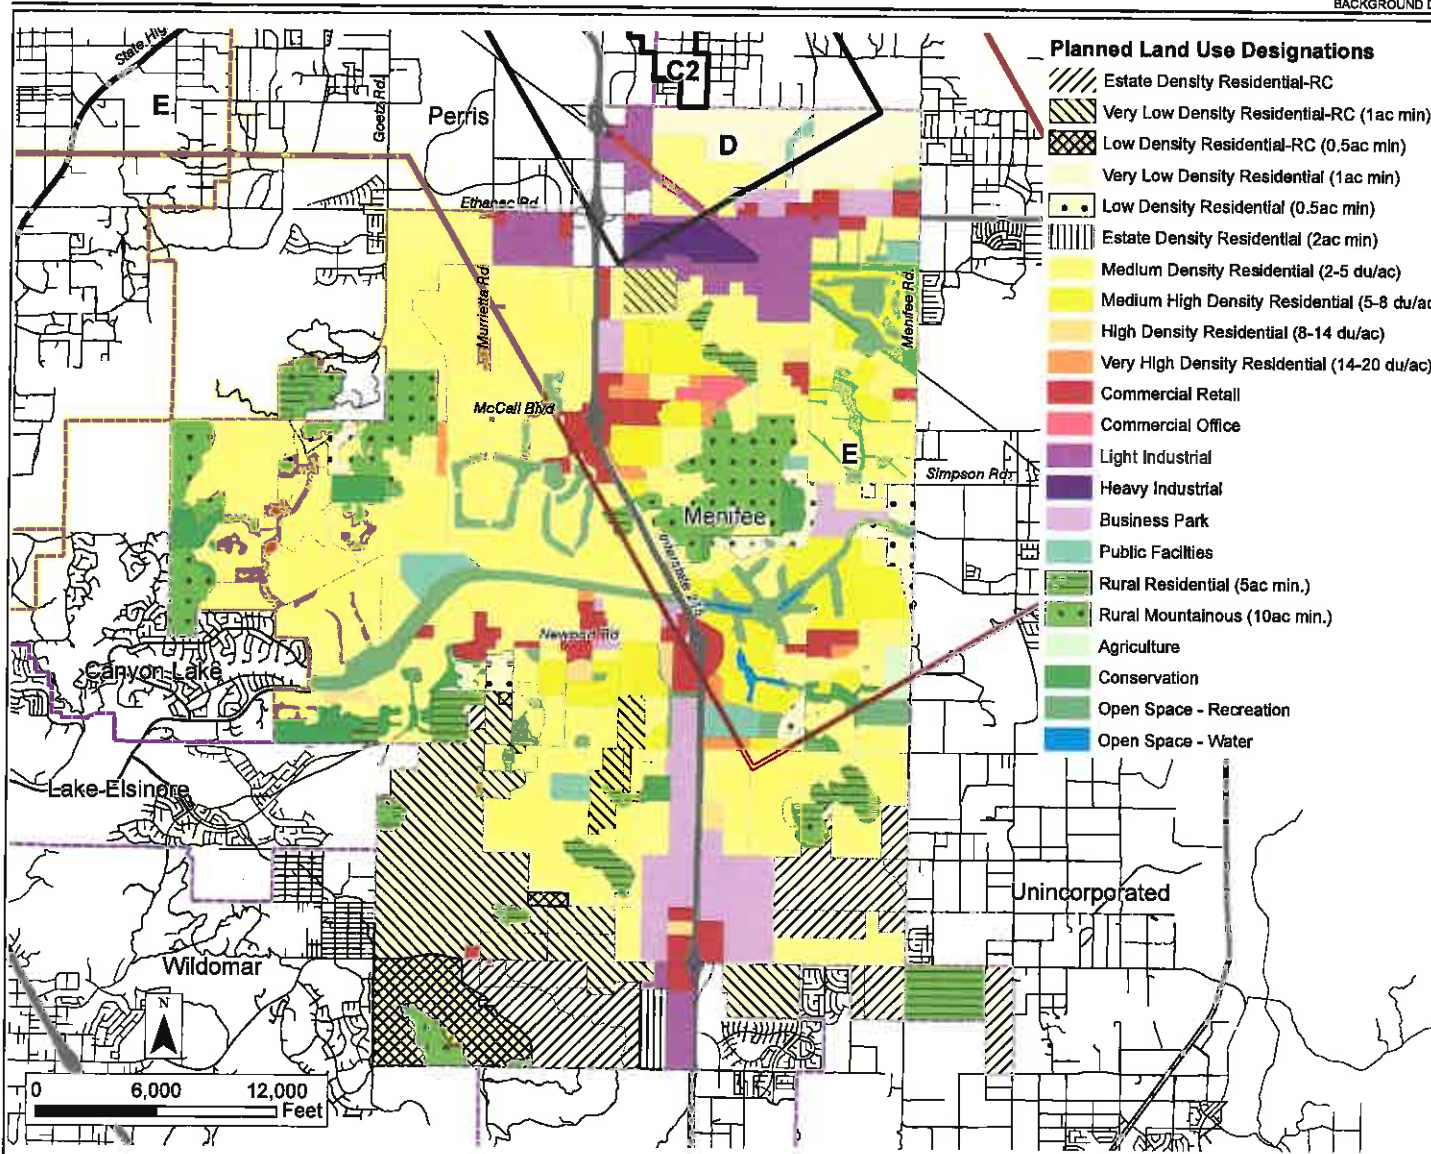 BACKGROUND D
State Hig
C2
Planned Land Use Designations
Estate Density Residential-RC
Very Low Density Residential-RC (1ac min)
Low Density Residential-RC (0.5ac min)
Very Low Density Residential (1ac min)
Low Density Residential (0.5ac min)
Estate Density Residential (2ac min)
Medium Density Residential (2-5 du/ac)
Medium High Density Residential (5-8 du/ac
High Density Residential (8-14 du/ac)
Very High Density Residential (14-20 du/ac)
Commercial Retail
Commercial Office
Light Industrial
Heavy Industrial
Business Park
Public Facilties
Rural Residential (5ac min.)
Rural Mountainous (10ac min.)
Agriculture
Conservation
Open Space - Recreation
Open Space - Water
E
Goetz Rd
Perris
D
Ethanac Rd
Murrietta Rd
Menifee Rd
McCall Blvd
E
Simpson Rd
Menifee
Interstate 215
Newport Rd
Canyon Lake
Lake Elsinore
Unincorporated
Wildomar
N
0 6,000 12,000
Feet